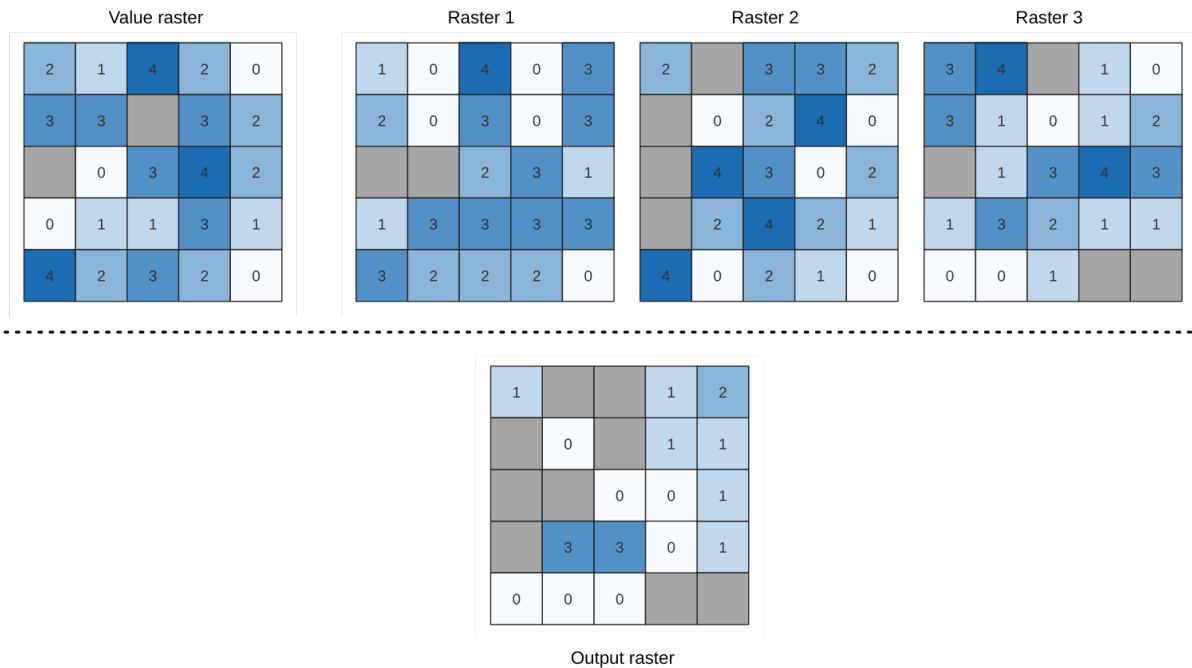 Value raster Raster 1 Raster 2 Raster 3
2 1 4 2 0 1 0 4 0 3 2 3 3 2 3 4 1 0
3 3 3 2 2 0 3 0 3 0 2 4 0 3 1 0 1 2
0 3 4 2 2 3 1 4 3 0 2 1 3 4 3
0 1 1 3 1 1 3 3 3 3 2 4 2 1 1 3 2 1 1
4 2 3 2 0 3 2 2 2 0 4 0 2 1 0 0 0 1
1 1 2
0 1 1
0 0 1
3 3 0 1
0 0 0
Output raster